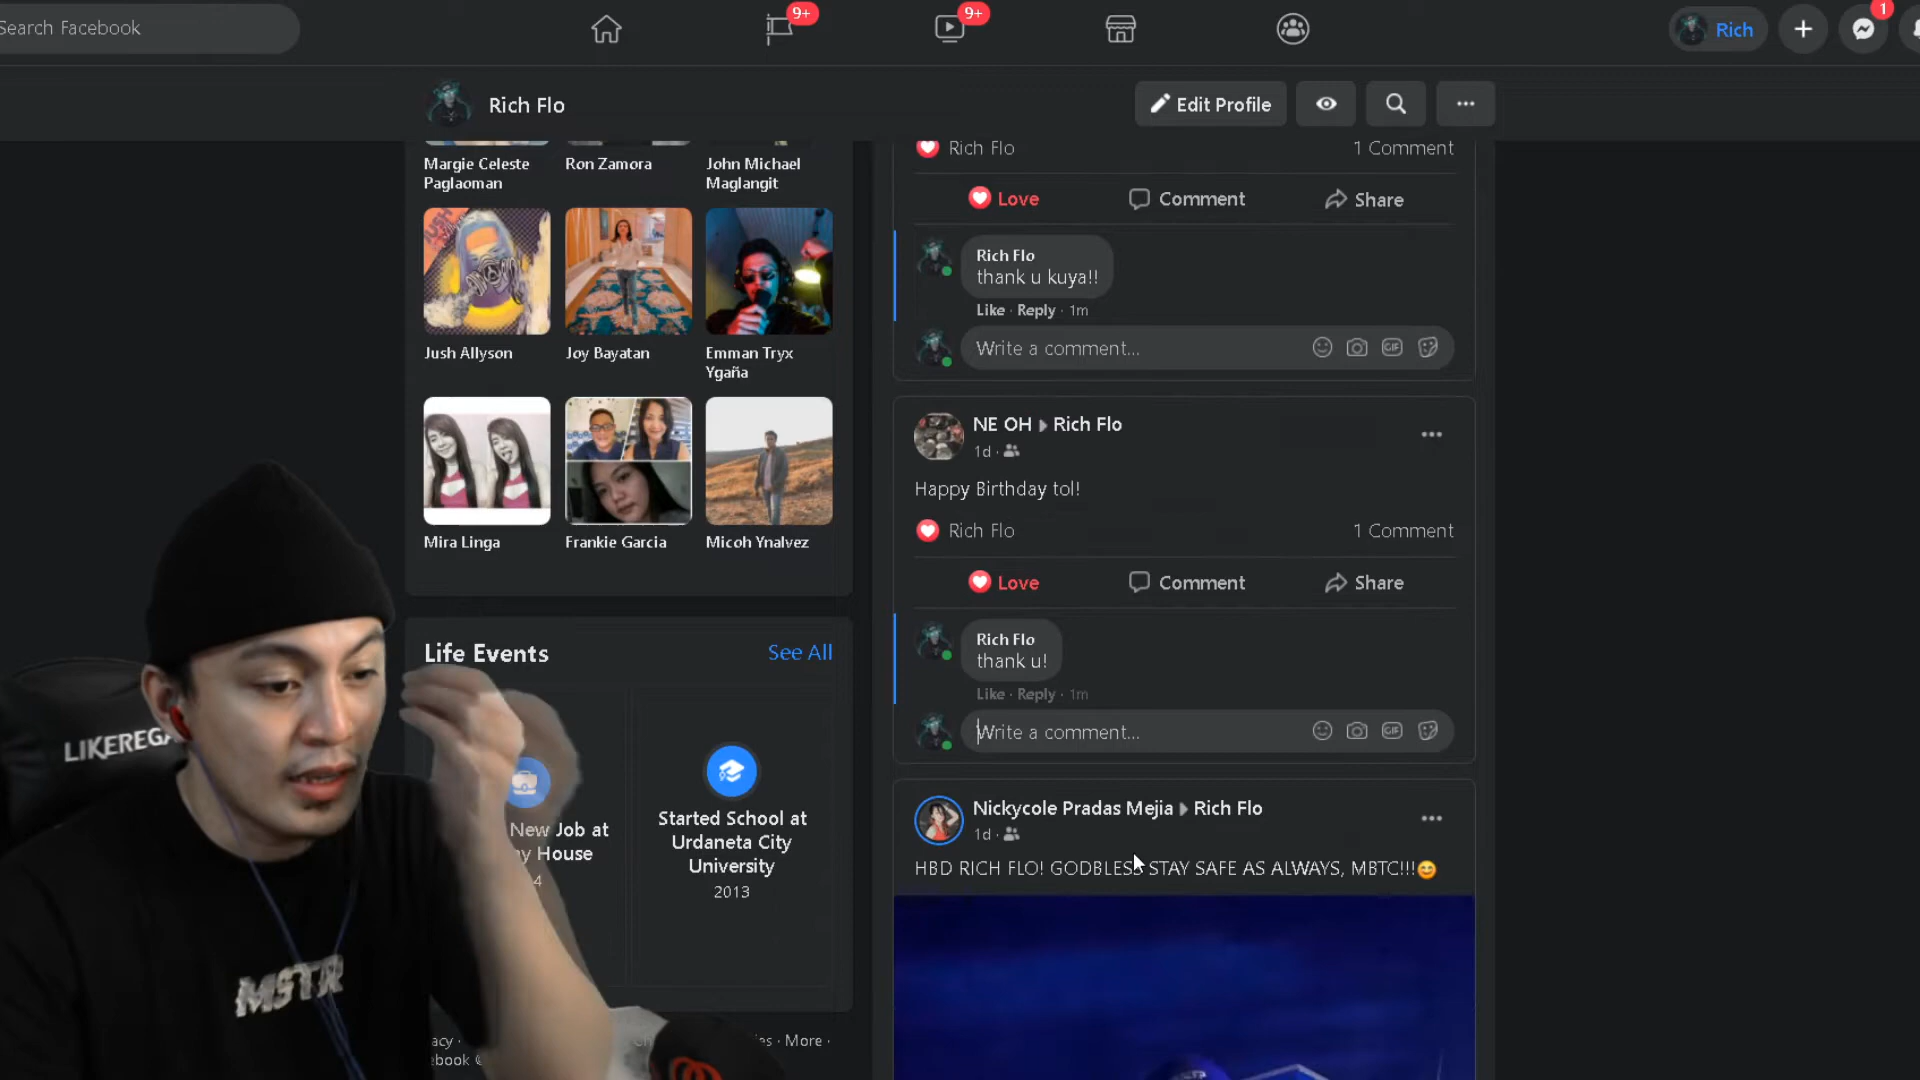 Search Facebook
9+
9+
Rich
1
Rich Flo
Edit Profile
Margie Celeste
Paglaoman
Ron Zamora
John Michael
Maglangit
Jush Allyson
Joy Bayatan
Emman Tryx
Ygaña
Mira Linga
Frankie Garcia
Micoh Ynalvez
Life Events
See All
New Job at
House
4
Started School at
Urdaneta City
University
2013
More ·
Rich Flo
1 Comment
Love
Comment
Share
Rich Flo
thank u kuya!!
Like · Reply · 1m
Write a comment...
GIF
NE OH ▸ Rich Flo
1d ·
Happy Birthday tol!
Rich Flo
1 Comment
Love
Comment
Share
Rich Flo
thank u!
Like · Reply · 1m
Write a comment...
GIF
Nickycole Pradas Mejia ▸ Rich Flo
1d ·
HBD RICH FLO! GODBLESS STAY SAFE AS ALWAYS, MBTC!!!😊
LIKEREGA
MSTR